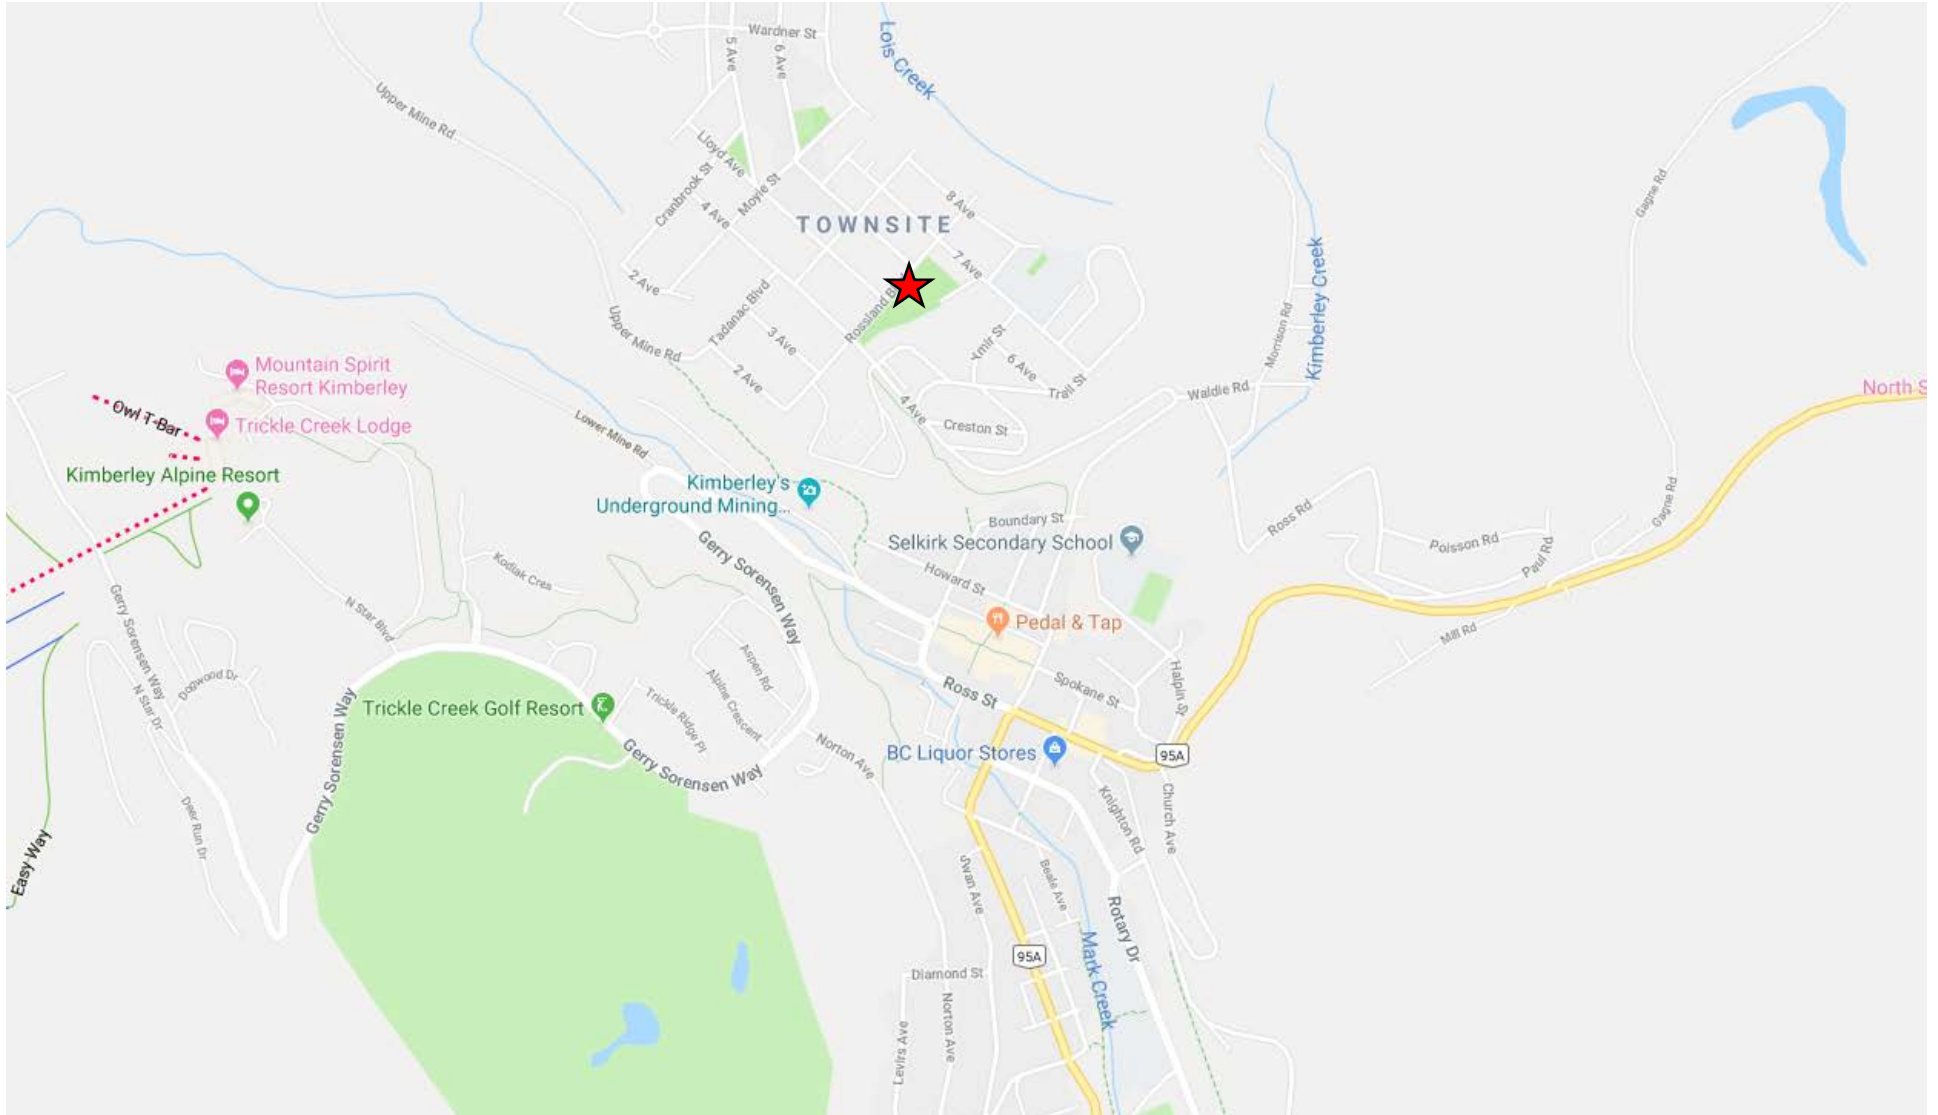 Wardner St
5 Ave
6 Ave
Lois Creek
Upper Mine Rd
Lloyd Ave
Cranbrook St
Moyie St
4 Ave
8 Ave
TOWNSITE
7 Ave
2 Ave
Tadanac Blvd
Rossland B
Gagne Rd
Kimberley Creek
Morrison Rd
Upper Mine Rd
3 Ave
Ymir St
6 Ave
2 Ave
Trail St
Waldie Rd
North S
Mountain Spirit
Resort Kimberley
Owl T-Bar
Trickle Creek Lodge
4 Ave
Creston St
Lower Mine Rd
Kimberley Alpine Resort
Kimberley's
Underground Mining...
Boundary St
Selkirk Secondary School
Ross Rd
Gagne Rd
Poisson Rd
Paul Rd
Gerry Sorensen Way
Kodiak Cres
Howard St
Gerry Sorensen Way
N Star Blvd
Pedal & Tap
Mill Rd
Aspen Rd
Dogwood Dr
N Star Dr
Alpine Crescent
Trickle Ridge Pl
Ross St
Spokane St
Halpin St
Trickle Creek Golf Resort
Gerry Sorensen Way
Gerry Sorensen Way
Norton Ave
BC Liquor Stores
95A
Deer Run Dr
Knighton Rd
Church Ave
Easy Way
Swan Ave
Beale Ave
Rotary Dr
95A
Mark Creek
Diamond St
Norton Ave
Levirs Ave